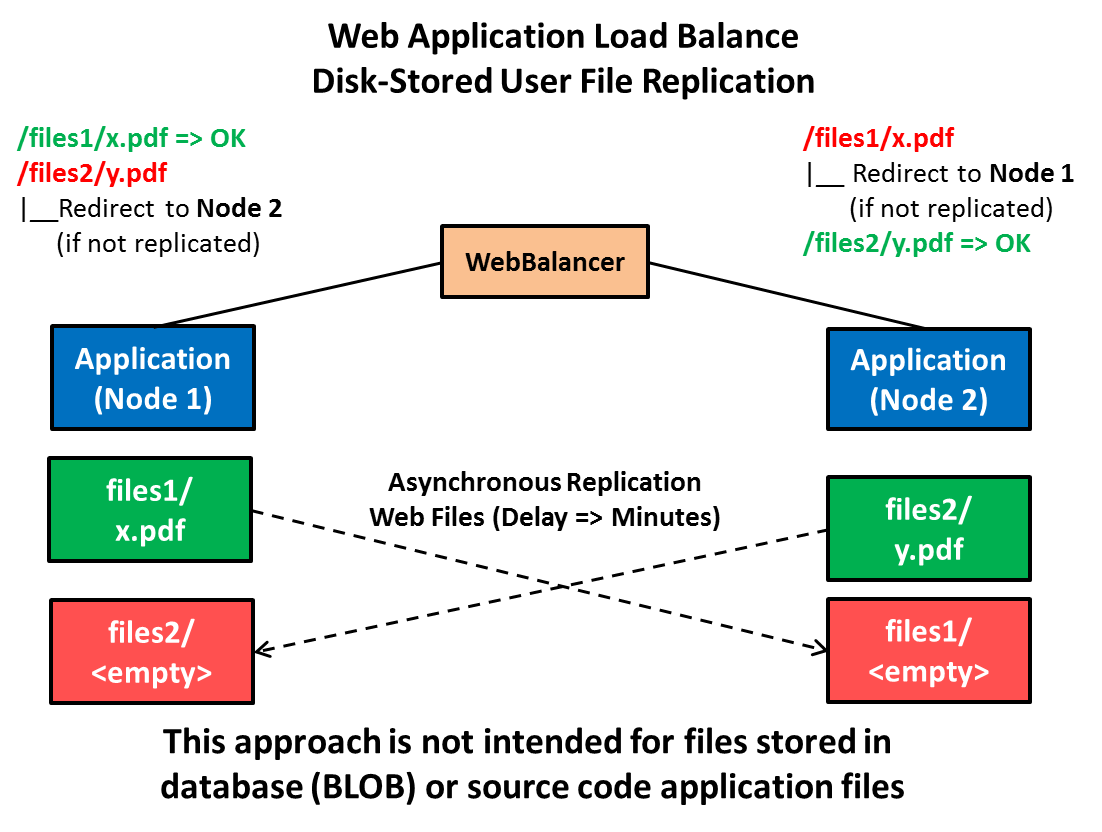 Web Application Load Balance
Disk-Stored User File Replication
/files1/x.pdf => OK
/files2/y.pdf
|__Redirect to Node 2
(if not replicated)
/files1/x.pdf
|__ Redirect to Node 1
(if not replicated)
/files2/y.pdf => OK
WebBalancer
Application
(Node 1)
Application
(Node 2)
files1/
x.pdf
Asynchronous Replication
Web Files (Delay => Minutes)
files2/
y.pdf
files2/
<empty>
files1/
<empty>
This approach is not intended for files stored in
database (BLOB) or source code application files